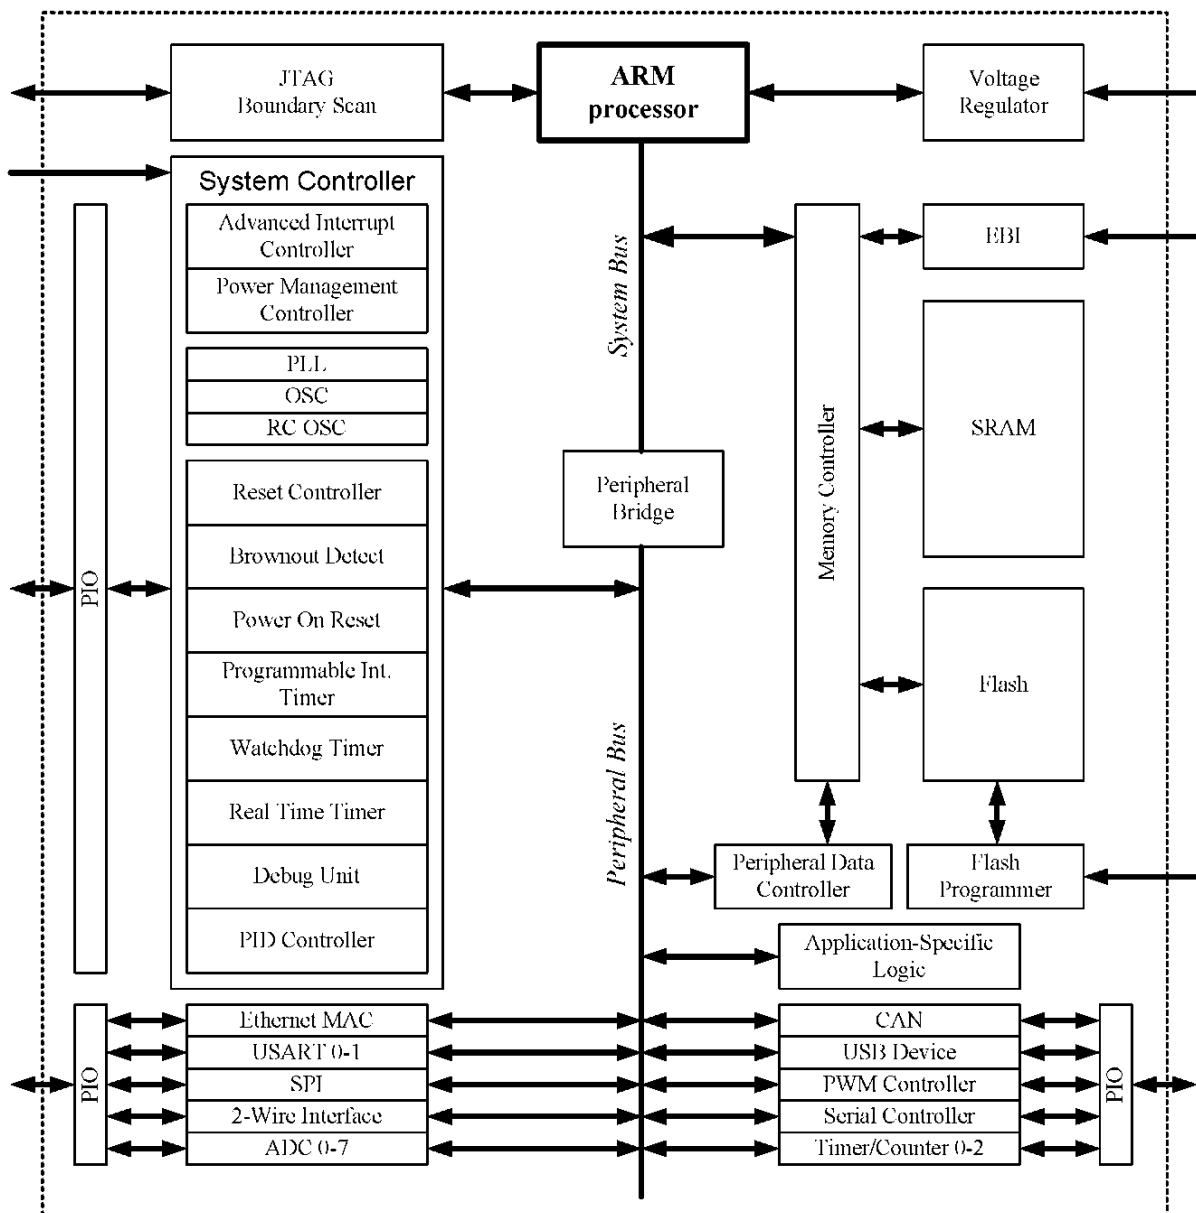 JTAG
Boundary Scan
ARM
processor
Voltage
Regulator
System Controller
Advanced Interrupt
Controller
Power Management
Controller
PLL
OSC
RC OSC
Reset Controller
Brownout Detect
Power On Reset
Programmable Int.
Timer
Watchdog Timer
Real Time Timer
Debug Unit
PID Controller
PIO
System Bus
Peripheral
Bridge
Peripheral Bus
Memory Controller
EBI
SRAM
Flash
Peripheral Data
Controller
Flash
Programmer
Application-Specific
Logic
PIO
Ethernet MAC
USART 0-1
SPI
2-Wire Interface
ADC 0-7
CAN
USB Device
PWM Controller
Serial Controller
Timer/Counter 0-2
PIO